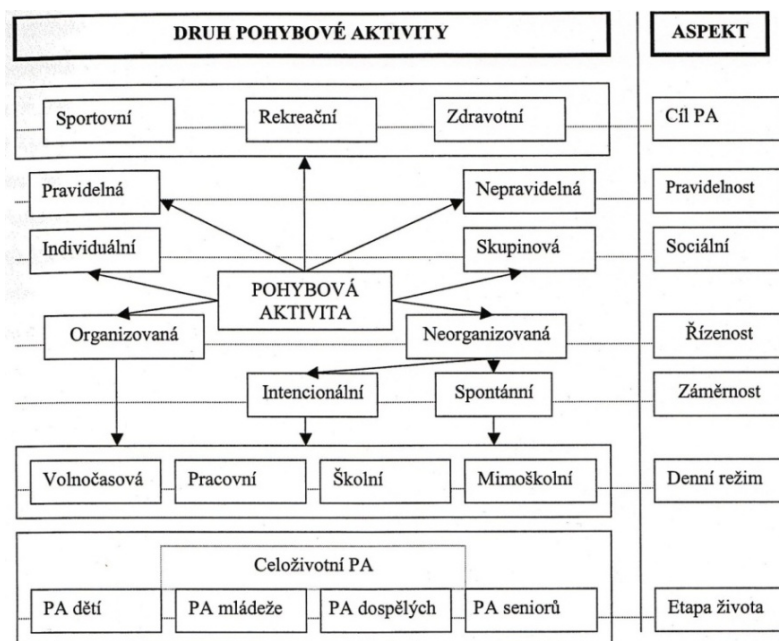 DRUH POHYBOVÉ AKTIVITY
ASPEKT
Sportovní
Rekreační
Zdravotní
Cíl PA
Pravidelná
Nepravidelná
Pravidelnost
Individuální
Skupinová
Sociální
POHYBOVÁ
AKTIVITA
Organizovaná
Neorganizovaná
Řízenost
Intencionální
Spontánní
Záměrnost
Volnočasová
Pracovní
Školní
Mimoškolní
Denní režim
Celoživotní PA
PA dětí
PA mládeže
PA dospělých
PA seniorů
Etapa života